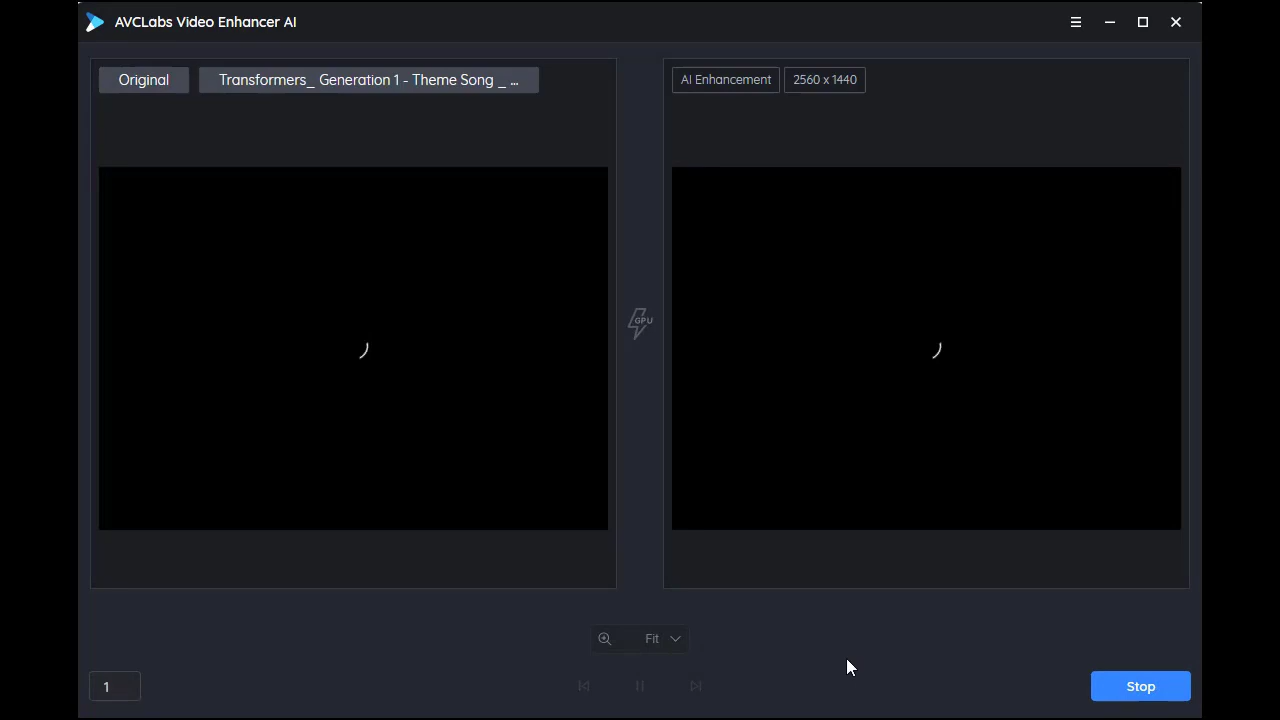 AVCLabs Video Enhancer AI
Original
Transformers_ Generation 1 - Theme Song _ ...
AI Enhancement
2560 x 1440
GPU
Fit
1
Stop